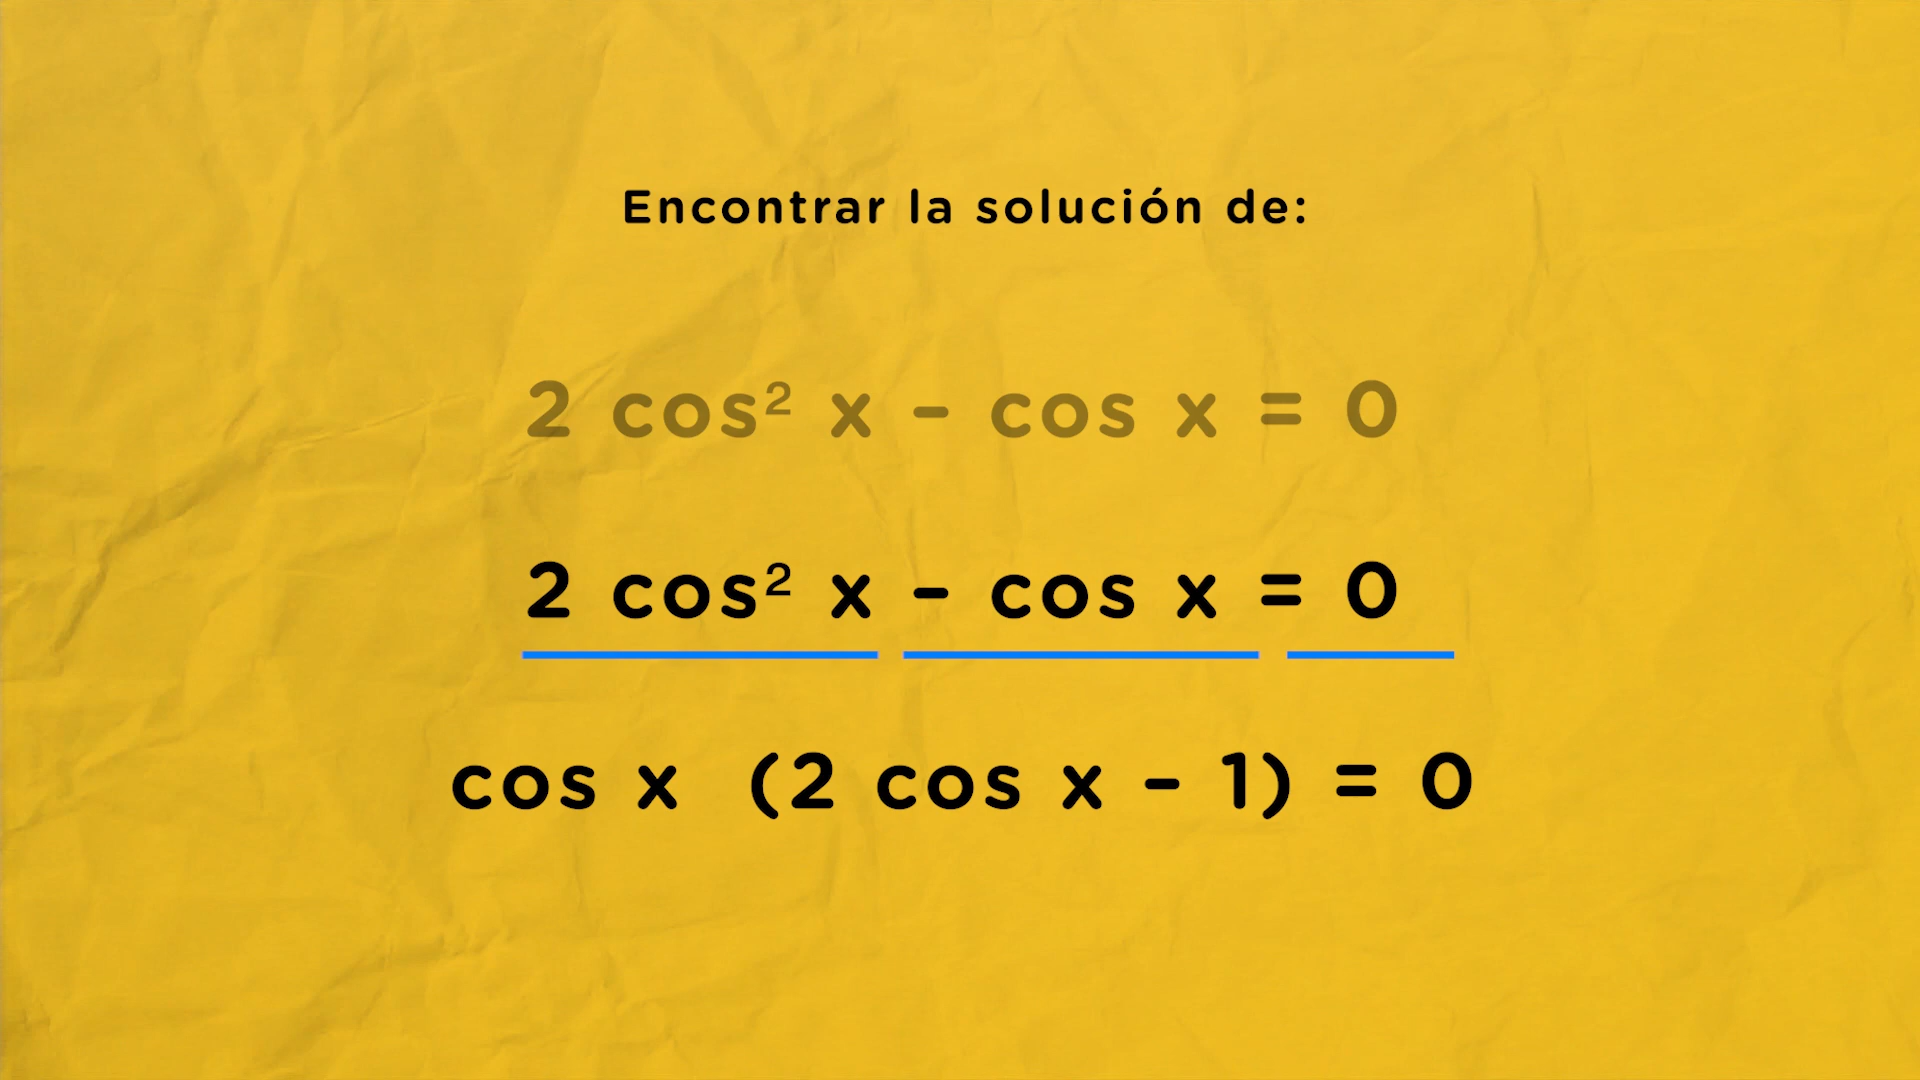 Encontrar la solución de:
2 cos² x – cos x = 0
2 cos² x – cos x = 0
cos x (2 cos x – 1) = 0